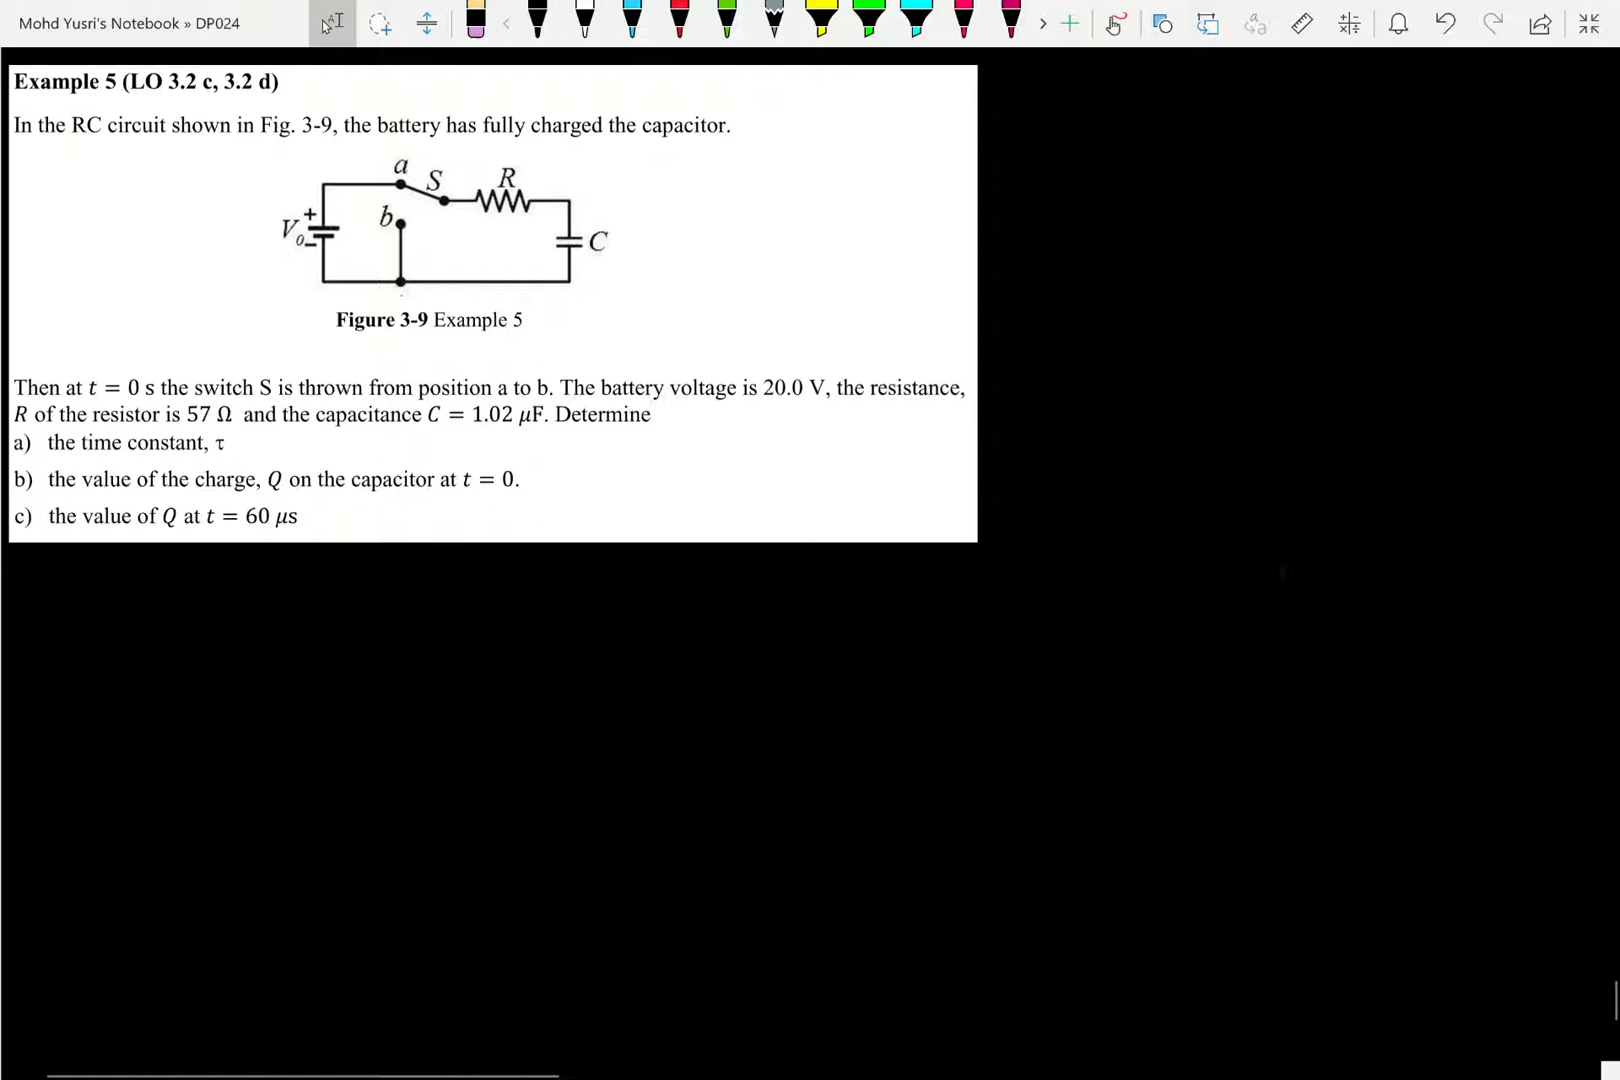 Mohd Yusri's Notebook » DP024
Example 5 (LO 3.2 c, 3.2 d)
In the RC circuit shown in Fig. 3-9, the battery has fully charged the capacitor.
a
S
R
b
+
V₀
−
C
Figure 3-9 Example 5
Then at t = 0 s the switch S is thrown from position a to b. The battery voltage is 20.0 V, the resistance,
R of the resistor is 57 Ω and the capacitance C = 1.02 μF. Determine
a) the time constant, τ
b) the value of the charge, Q on the capacitor at t = 0.
c) the value of Q at t = 60 μs